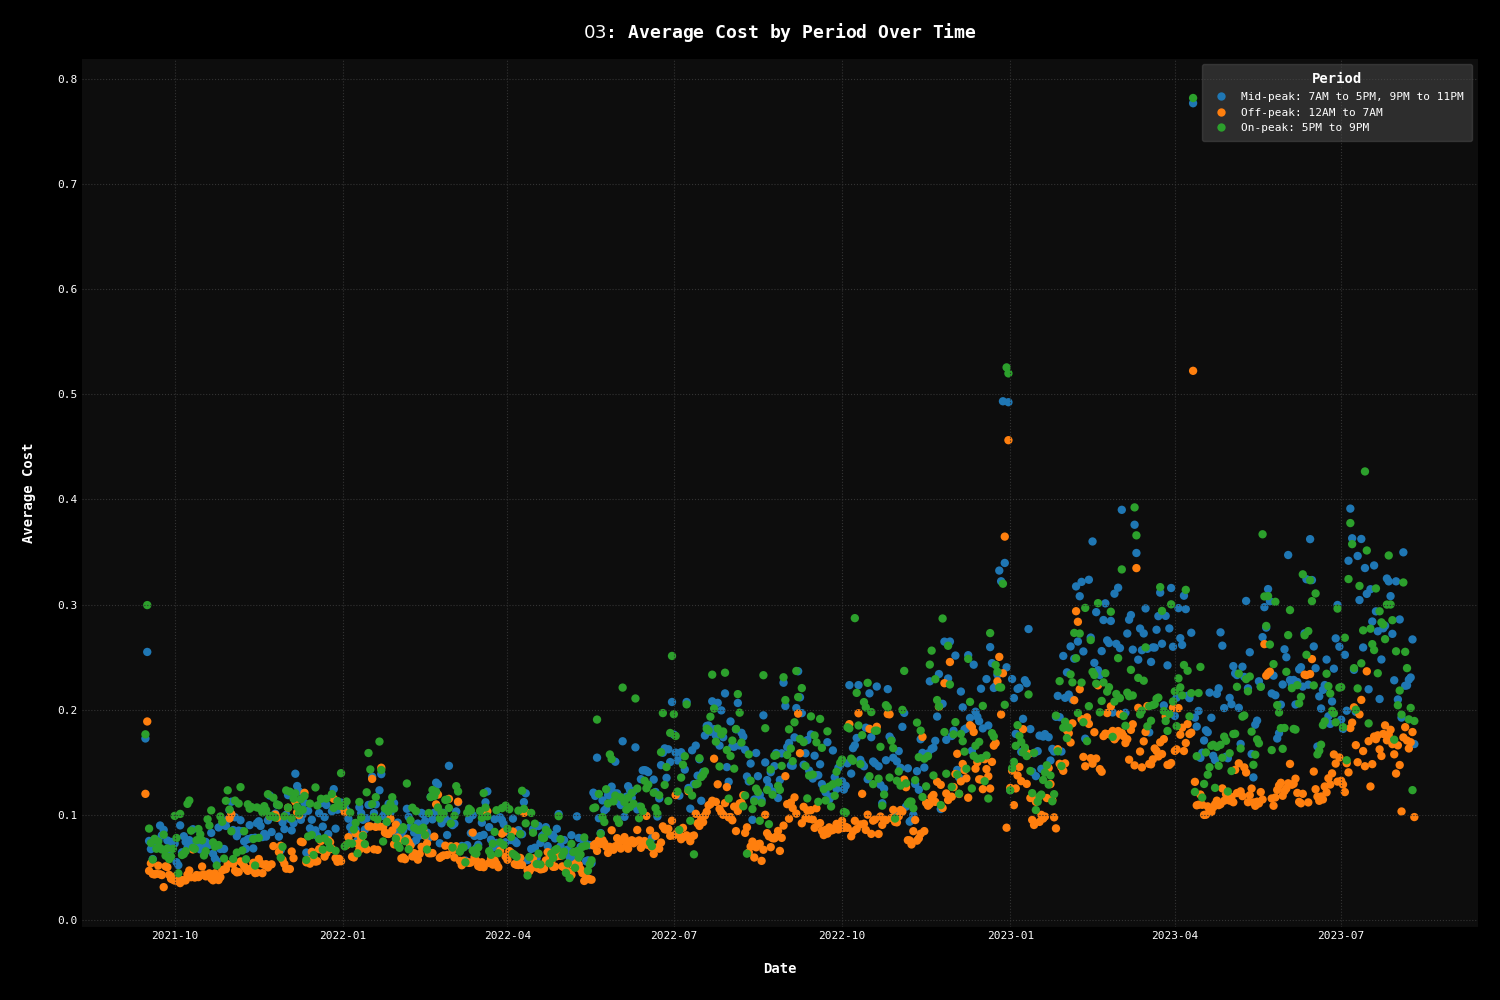 O3: Average Cost by Period Over Time
Period
Mid-peak: 7AM to 5PM, 9PM to 11PM
Off-peak: 12AM to 7AM
On-peak: 5PM to 9PM
Average Cost
0.8
0.7
0.6
0.5
0.4
0.3
0.2
0.1
0.0
2021-10
2022-01
2022-04
2022-07
2022-10
2023-01
2023-04
2023-07
Date